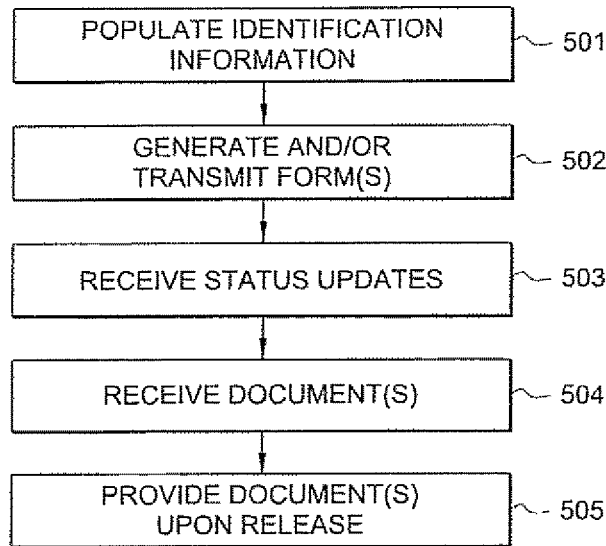 POPULATE IDENTIFICATION
INFORMATION
501
GENERATE AND/OR
TRANSMIT FORM(S)
502
RECEIVE STATUS UPDATES
503
RECEIVE DOCUMENT(S)
504
PROVIDE DOCUMENT(S)
UPON RELEASE
505